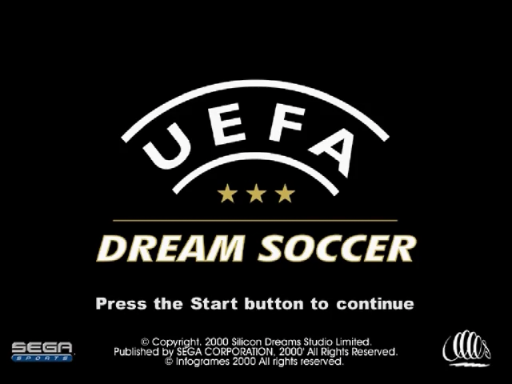 UEFA
DREAM SOCCER
Press the Start button to continue
SEGA
SPORTS
© Copyright. 2000 Silicon Dreams Studio Limited.
Published by SEGA CORPORATION, 2000' All Rights Reserved.
© Infogrames 2000 All rights reserved.